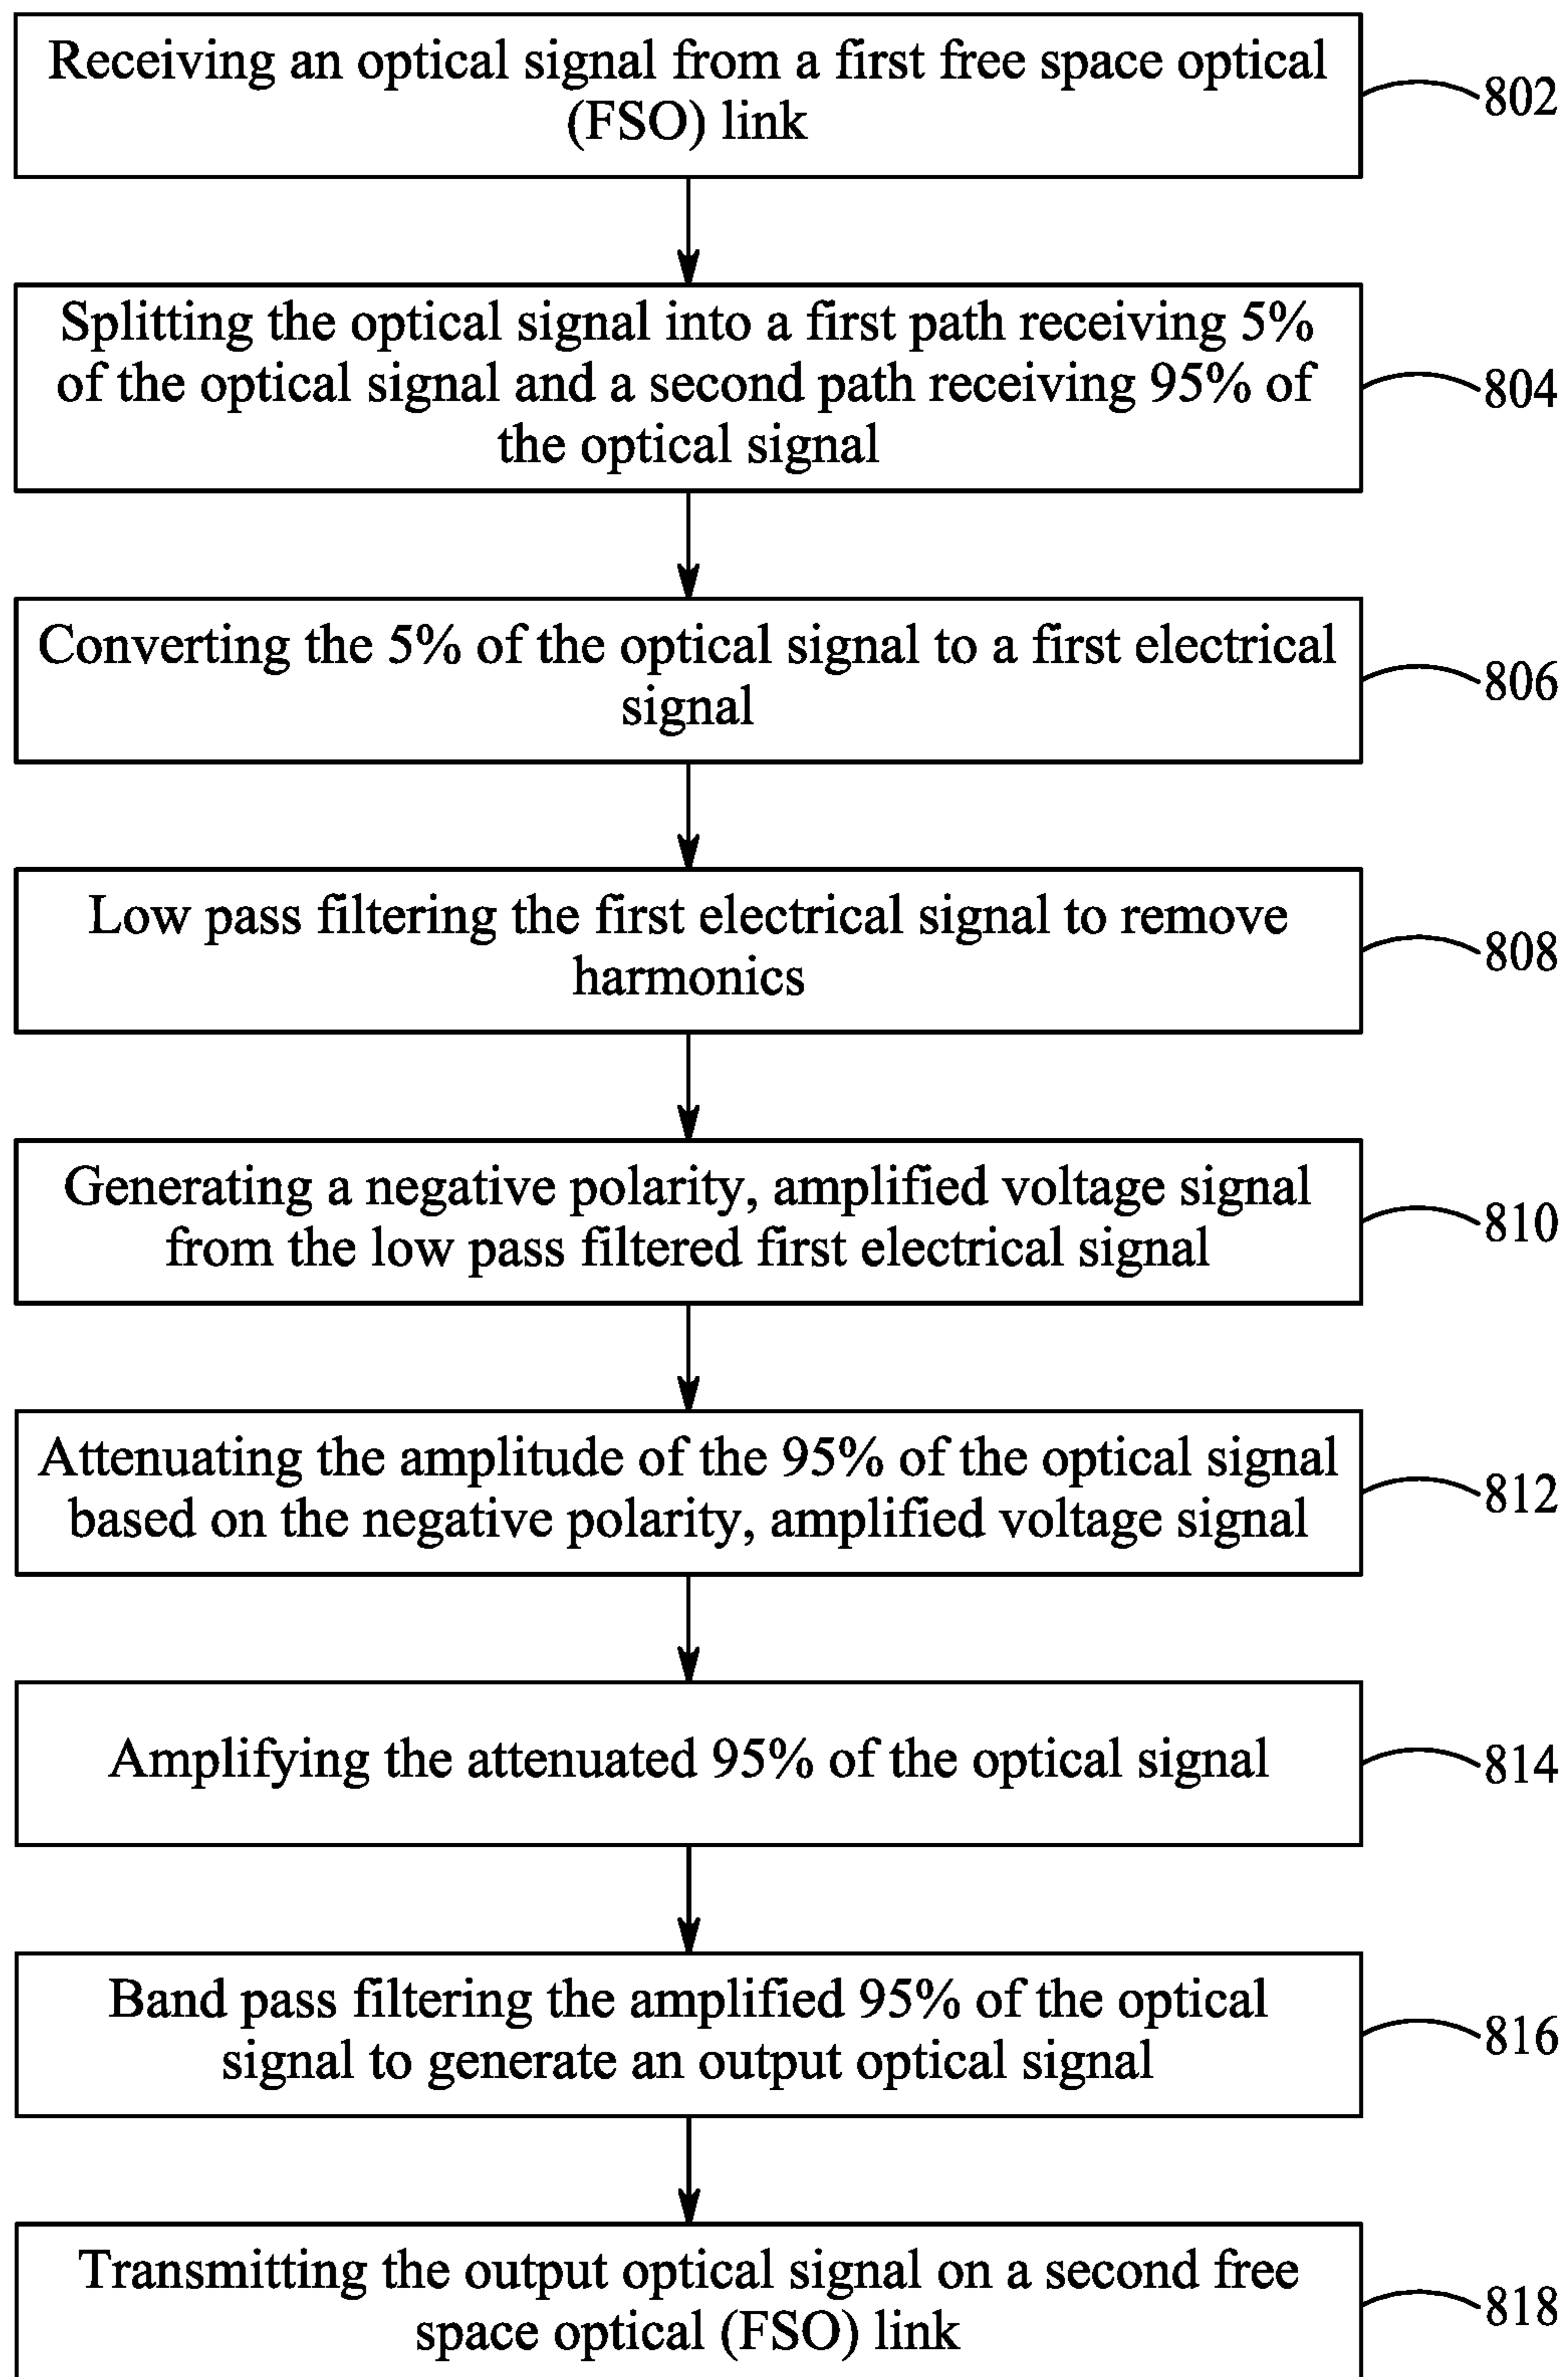 Receiving an optical signal from a first free space optical
(FSO) link
802
Splitting the optical signal into a first path receiving 5%
of the optical signal and a second path receiving 95% of
the optical signal
804
Converting the 5% of the optical signal to a first electrical
signal
806
Low pass filtering the first electrical signal to remove
harmonics
808
Generating a negative polarity, amplified voltage signal
from the low pass filtered first electrical signal
810
Attenuating the amplitude of the 95% of the optical signal
based on the negative polarity, amplified voltage signal
812
Amplifying the attenuated 95% of the optical signal
814
Band pass filtering the amplified 95% of the optical
signal to generate an output optical signal
816
Transmitting the output optical signal on a second free
space optical (FSO) link
818